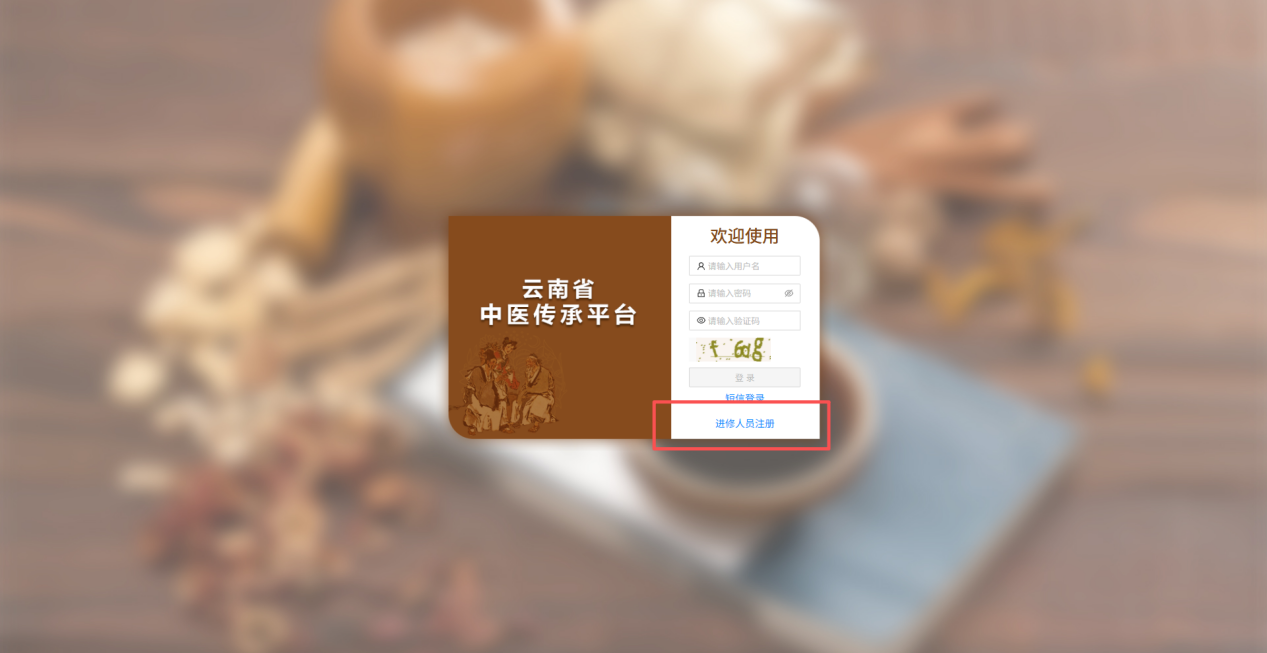 云南省
中医传承平台
欢迎使用
请输入用户名
请输入密码
请输入验证码
登 录
短信登录
进修人员注册